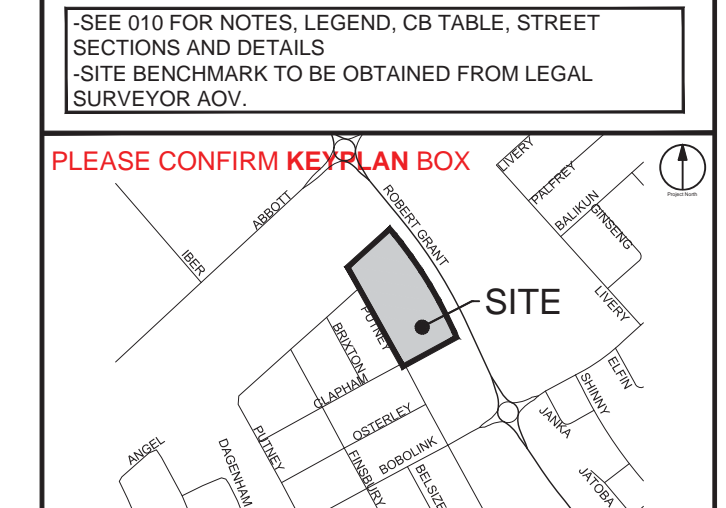 -SEE 010 FOR NOTES, LEGEND, CB TABLE, STREET
SECTIONS AND DETAILS
-SITE BENCHMARK TO BE OBTAINED FROM LEGAL
SURVEYOR AOV.
PLEASE CONFIRM KEYPLAN BOX
Project North
LIVERY
PALFREY
BALIKUN
GINSENG
ABBOTT
ROBERT GRANT
IBER
SITE
LIVERY
PUTNEY
BRIXTON
CLAPHAM
ELFIN
SHINNY
JANKA
OSTERLEY
PUTNEY
BOBOLINK
ANGEL
DAGENHAM
FINSBURY
BELSIZE
JATOBA